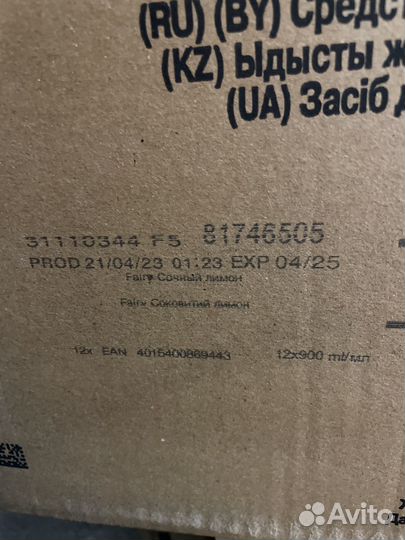 (RU) (BY) Средст
(KZ) Ыдысты ж
(UA) Засіб д
31110344 F5 81746505
PROD 21/04/23 01:23 EXP 04/25
Fairy Сочный лимон
Fairy Соковитий лимон
12x EAN 4015400869443 12x900 ml/мл
Avito